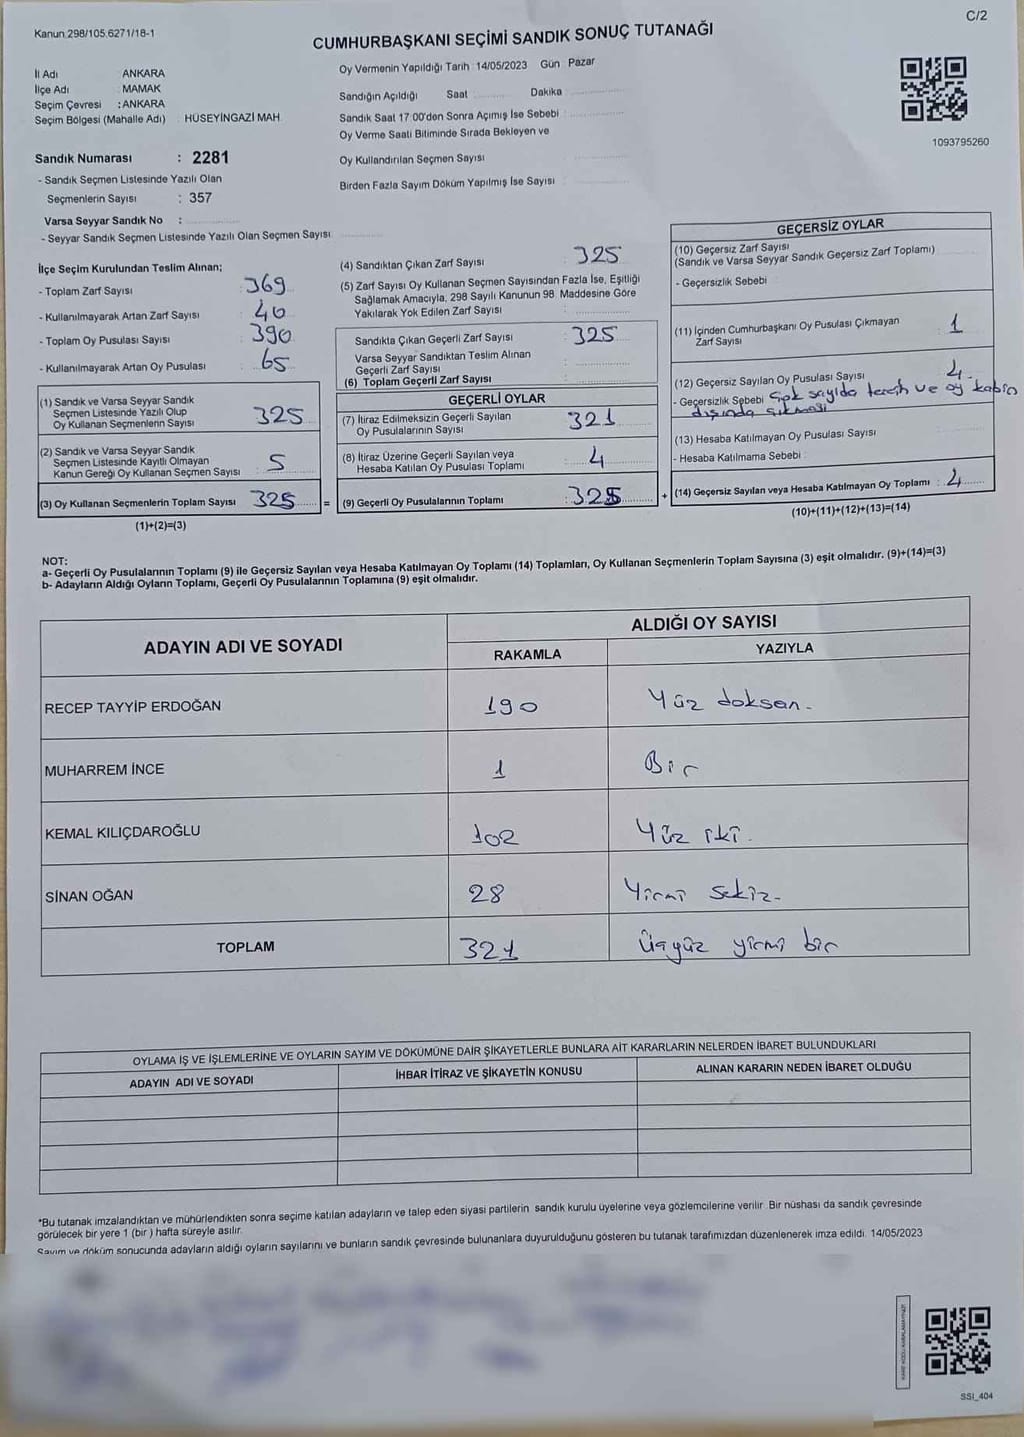 Kanun 298/105.6271/18-1
C/2
CUMHURBAŞKANI SEÇİMİ SANDIK SONUÇ TUTANAĞI
İl Adı : ANKARA
İlçe Adı : MAMAK
Seçim Çevresi : ANKARA
Seçim Bölgesi (Mahalle Adı) : HÜSEYİNGAZİ MAH
Sandık Numarası : 2281
- Sandık Seçmen Listesinde Yazılı Olan
Seçmenlerin Sayısı : 357
Varsa Seyyar Sandık No :
- Seyyar Sandık Seçmen Listesinde Yazılı Olan Seçmen Sayısı
Oy Vermenin Yapıldığı Tarih : 14/05/2023 Gün Pazar
Sandığın Açıldığı Saat Dakika
Sandık Saat 17 00'den Sonra Açımış İse Sebebi :
Oy Verme Saati Bitiminde Sırada Bekleyen ve
Oy Kullandırılan Seçmen Sayısı
Birden Fazla Sayım Döküm Yapılmış İse Sayısı :
1093795260
İlçe Seçim Kurulundan Teslim Alınan;
- Toplam Zarf Sayısı : 369
- Kullanılmayarak Artan Zarf Sayısı : 40
- Toplam Oy Pusulası Sayısı : 390
- Kullanılmayarak Artan Oy Pusulası : 65
(1) Sandık ve Varsa Seyyar Sandık
Seçmen Listesinde Yazılı Olup
Oy Kullanan Seçmenlerin Sayısı : 325
(2) Sandık ve Varsa Seyyar Sandık
Seçmen Listesinde Kayıtlı Olmayan
Kanun Gereği Oy Kullanan Seçmen Sayısı : 5
(3) Oy Kullanan Seçmenlerin Toplam Sayısı : 325 =
(1)+(2)=(3)
(4) Sandıktan Çıkan Zarf Sayısı : 325
(5) Zarf Sayısı Oy Kullanan Seçmen Sayısından Fazla İse, Eşitliği
Sağlamak Amacıyla, 298 Sayılı Kanunun 98. Maddesine Göre
Yakılarak Yok Edilen Zarf Sayısı :
Sandıkta Çıkan Geçerli Zarf Sayısı : 325
Varsa Seyyar Sandıktan Teslim Alınan
Geçerli Zarf Sayısı :
(6) Toplam Geçerli Zarf Sayısı :
GEÇERLİ OYLAR
(7) İtiraz Edilmeksizin Geçerli Sayılan
Oy Pusulalarının Sayısı : 321
(8) İtiraz Üzerine Geçerli Sayılan veya
Hesaba Katılan Oy Pusulası Toplamı : 4
(9) Geçerli Oy Pusulalarının Toplamı : 325 +
GEÇERSİZ OYLAR
(10) Geçersiz Zarf Sayısı
(Sandık ve Varsa Seyyar Sandık Geçersiz Zarf Toplamı)
- Geçersizlik Sebebi
(11) İçinden Cumhurbaşkanı Oy Pusulası Çıkmayan
Zarf Sayısı 1
(12) Geçersiz Sayılan Oy Pusulası Sayısı : 4.
- Geçersizlik Sebebi Çok sayıda tercih ve oy kabin
dışında çıkması
(13) Hesaba Katılmayan Oy Pusulası Sayısı :
- Hesaba Katılmama Sebebi :
(14) Geçersiz Sayılan veya Hesaba Katılmayan Oy Toplamı : 4
(10)+(11)+(12)+(13)=(14)
NOT:
a- Geçerli Oy Pusulalarının Toplamı (9) ile Geçersiz Sayılan veya Hesaba Katılmayan Oy Toplamı (14) Toplamları, Oy Kullanan Seçmenlerin Toplam Sayısına (3) eşit olmalıdır. (9)+(14)=(3)
b- Adayların Aldığı Oyların Toplamı, Geçerli Oy Pusulalarının Toplamına (9) eşit olmalıdır.
ADAYIN ADI VE SOYADI ALDIĞI OY SAYISI
RAKAMLA YAZIYLA
RECEP TAYYİP ERDOĞAN 190 Yüz doksan.
MUHARREM İNCE 1 Bir
KEMAL KILIÇDAROĞLU 102 Yüz iki.
SİNAN OĞAN 28 Yirmi sekiz.
TOPLAM 321 Üçyüz yirmi bir
OYLAMA İŞ VE İŞLEMLERİNE VE OYLARIN SAYIM VE DÖKÜMÜNE DAİR ŞİKAYETLERLE BUNLARA AİT KARARLARIN NELERDEN İBARET BULUNDUKLARI
ADAYIN ADI VE SOYADI İHBAR İTİRAZ VE ŞİKAYETİN KONUSU ALINAN KARARIN NEDEN İBARET OLDUĞU
*Bu tutanak imzalandıktan ve mühürlendikten sonra seçime katılan adayların ve talep eden siyasi partilerin sandık kurulu üyelerine veya gözlemcilerine verilir. Bir nüshası da sandık çevresinde
görülecek bir yere 1 (bir ) hafta süreyle asılır.
Sayım ve döküm sonucunda adayların aldığı oyların sayılarını ve bunların sandık çevresinde bulunanlara duyurulduğunu gösteren bu tutanak tarafımızdan düzenlenerek imza edildi. 14/05/2023
SSI_404